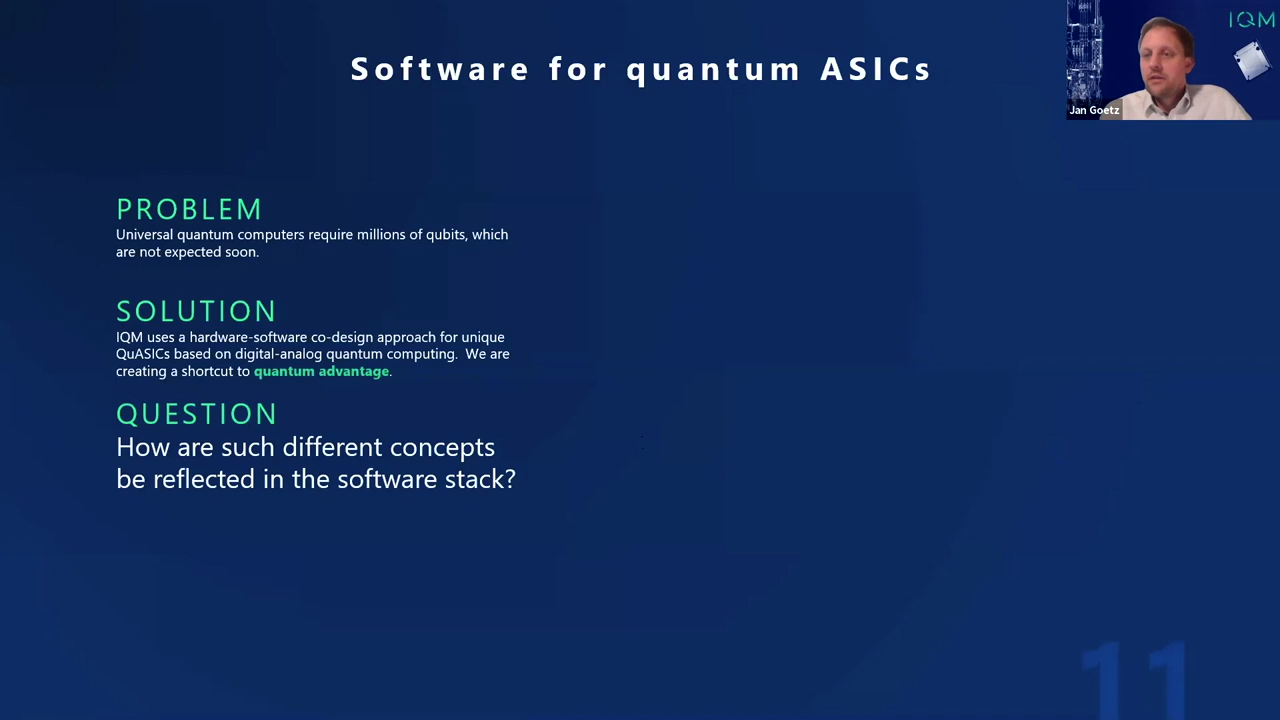 Software for quantum ASICs
IQM
Jan Goetz
PROBLEM
Universal quantum computers require millions of qubits, which
are not expected soon.
SOLUTION
IQM uses a hardware-software co-design approach for unique
QuASICs based on digital-analog quantum computing. We are
creating a shortcut to quantum advantage.
QUESTION
How are such different concepts
be reflected in the software stack?
11